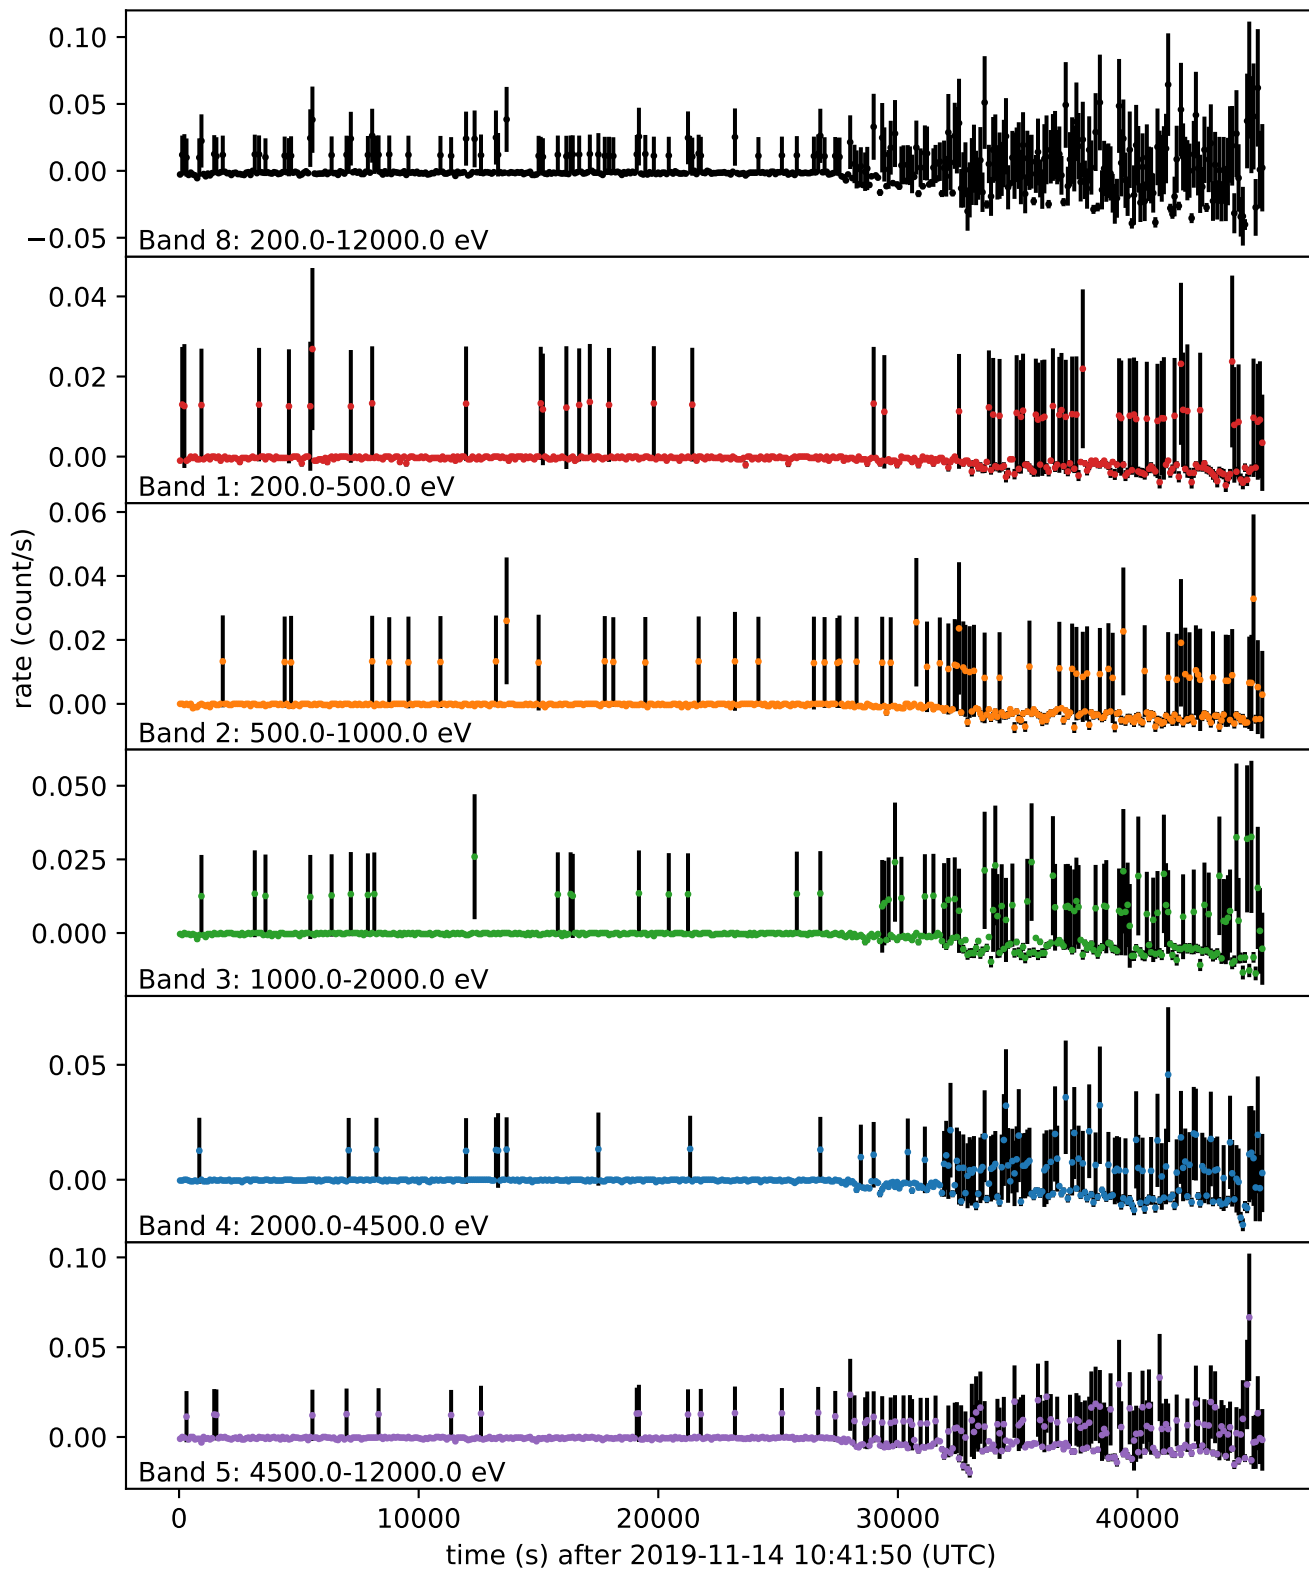 0.10
0.05
0.00
−0.05
Band 8: 200.0-12000.0 eV
0.04
0.02
0.00
Band 1: 200.0-500.0 eV
0.06
0.04
0.02
0.00
Band 2: 500.0-1000.0 eV
rate (count/s)
0.050
0.025
0.000
Band 3: 1000.0-2000.0 eV
0.05
0.00
Band 4: 2000.0-4500.0 eV
0.10
0.05
0.00
Band 5: 4500.0-12000.0 eV
0 10000 20000 30000 40000
time (s) after 2019-11-14 10:41:50 (UTC)